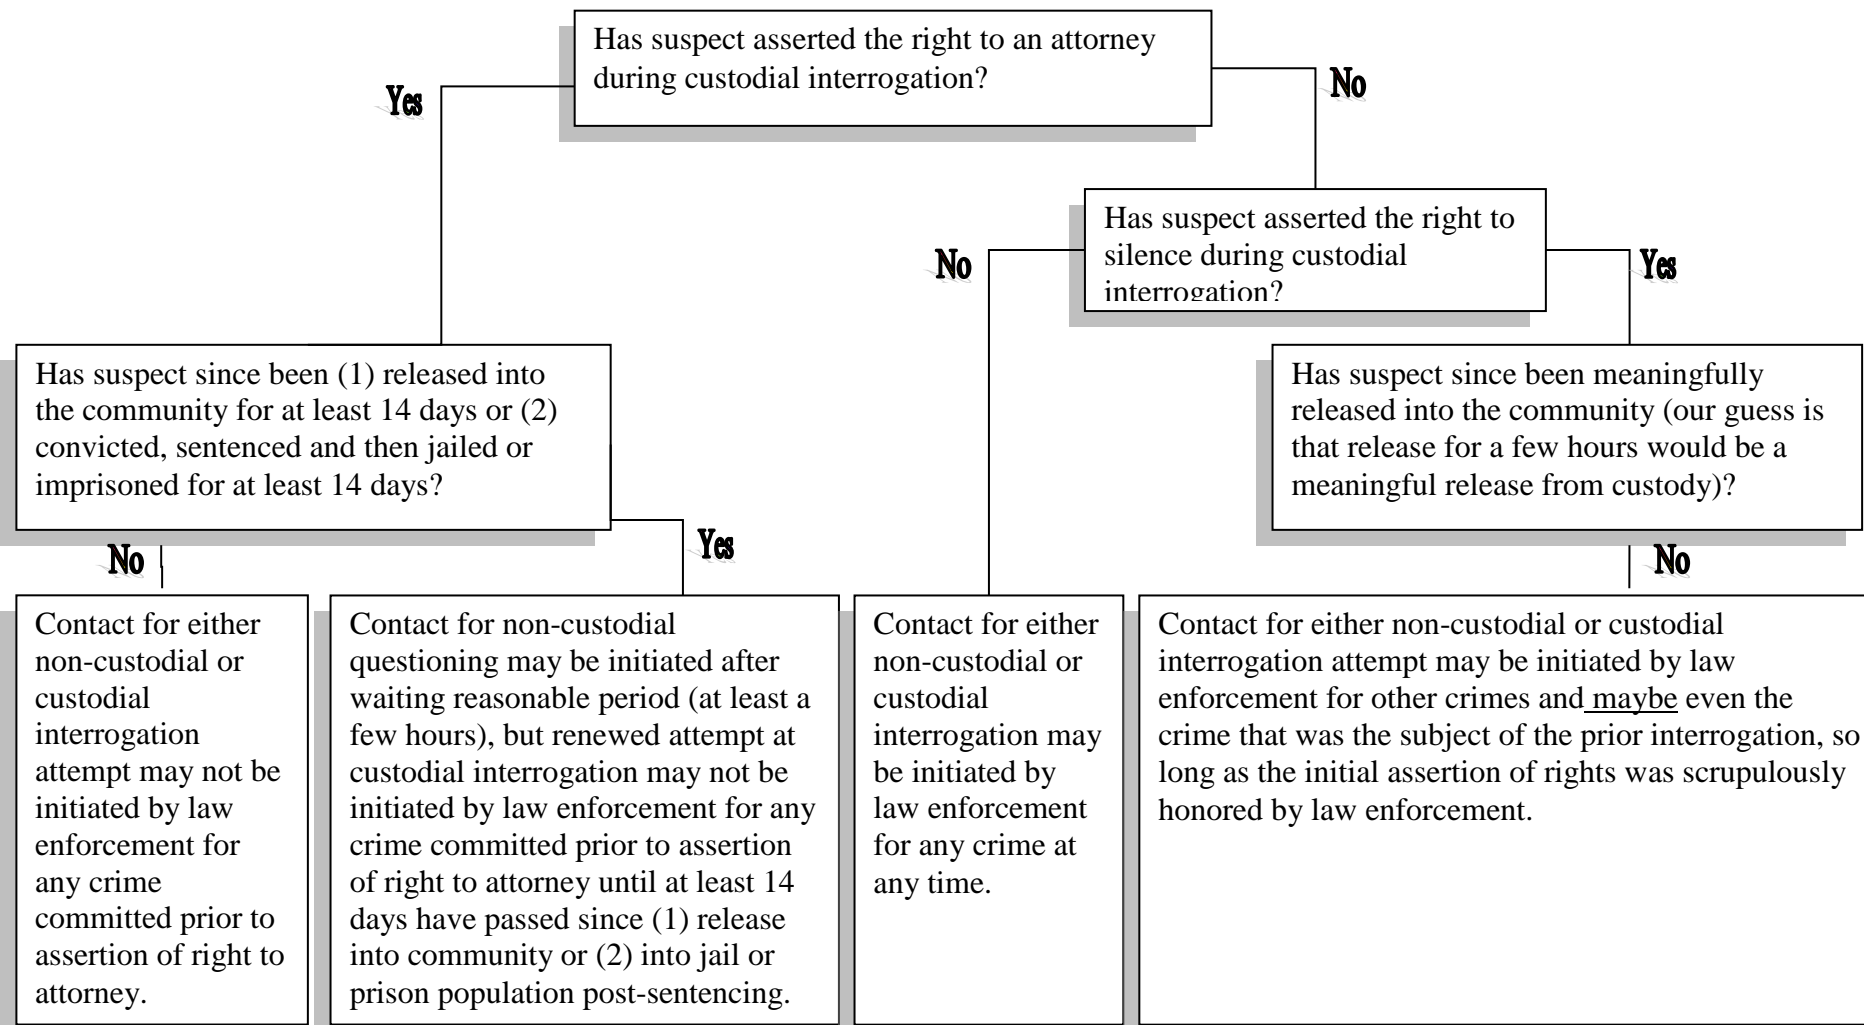 Has suspect asserted the right to an attorney
during custodial interrogation?
Yes
No
Has suspect asserted the right to
silence during custodial
interrogation?
No
Yes
Has suspect since been (1) released into
the community for at least 14 days or (2)
convicted, sentenced and then jailed or
imprisoned for at least 14 days?
Has suspect since been meaningfully
released into the community (our guess is
that release for a few hours would be a
meaningful release from custody)?
No
Yes
No
Contact for either
non-custodial or
custodial
interrogation
attempt may not be
initiated by law
enforcement for
any crime
committed prior to
assertion of right to
attorney.
Contact for non-custodial
questioning may be initiated after
waiting reasonable period (at least a
few hours), but renewed attempt at
custodial interrogation may not be
initiated by law enforcement for any
crime committed prior to assertion
of right to attorney until at least 14
days have passed since (1) release
into community or (2) into jail or
prison population post-sentencing.
Contact for either
non-custodial or
custodial
interrogation may
be initiated by
law enforcement
for any crime at
any time.
Contact for either non-custodial or custodial
interrogation attempt may be initiated by law
enforcement for other crimes and maybe even the
crime that was the subject of the prior interrogation, so
long as the initial assertion of rights was scrupulously
honored by law enforcement.